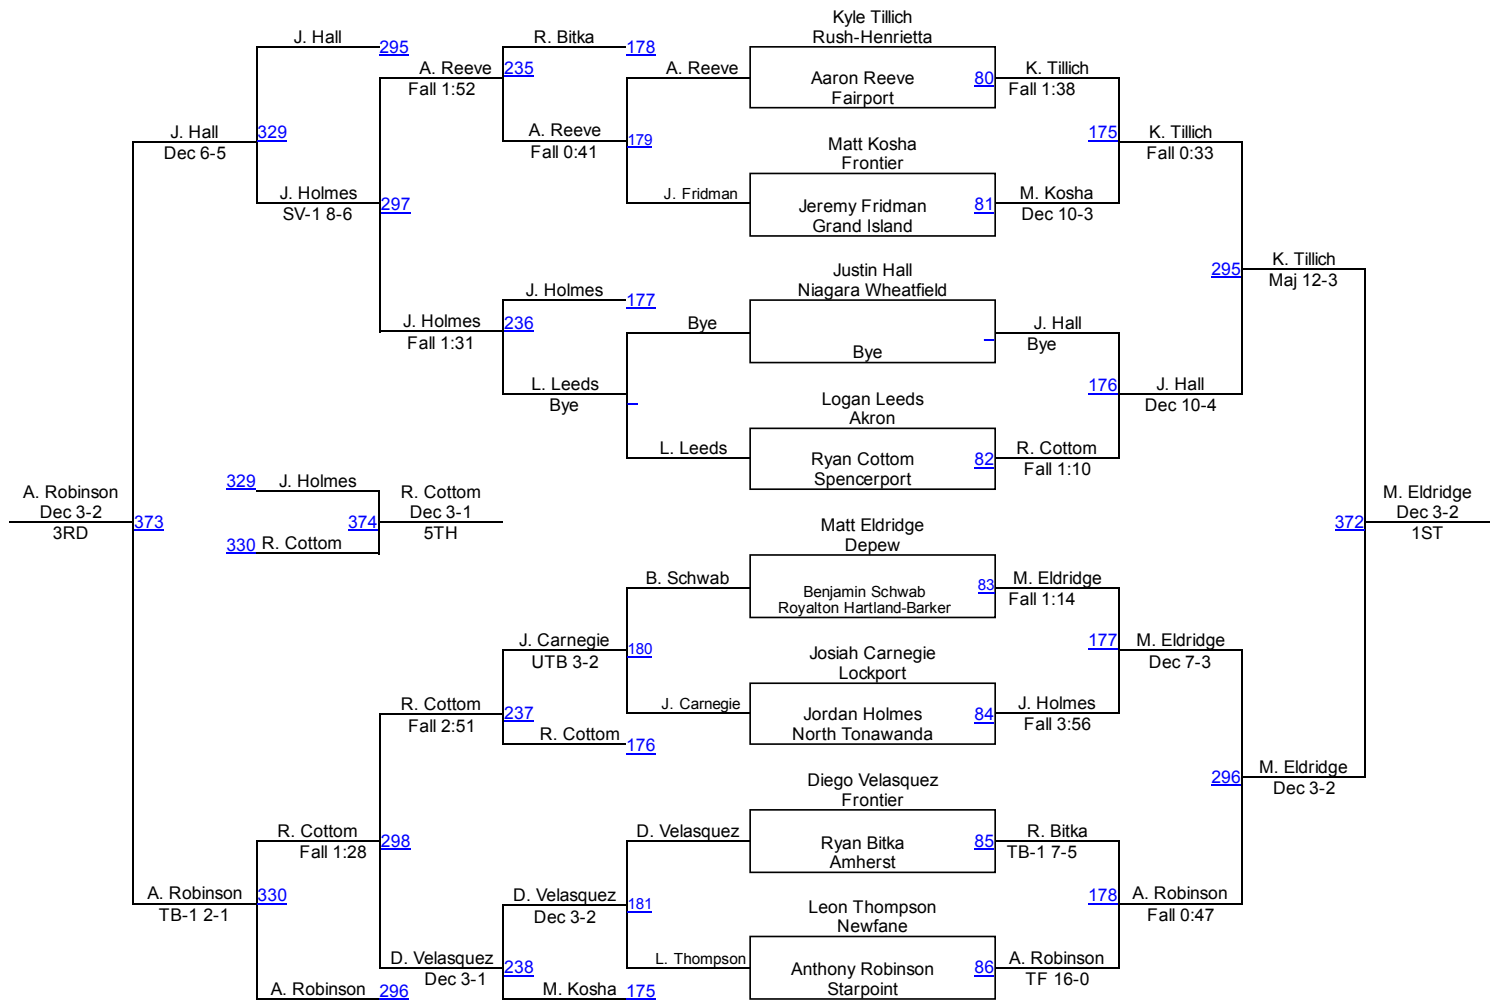 Kyle Tillich
Rush-Henrietta
J. Hall
295
R. Bitka
178
A. Reeve
Fall 1:52
235
A. Reeve
Aaron Reeve
Fairport
80
K. Tillich
Fall 1:38
J. Hall
Dec 6-5
329
A. Reeve
Fall 0:41
179
Matt Kosha
Frontier
175
K. Tillich
Fall 0:33
J. Holmes
SV-1 8-6
297
J. Fridman
Jeremy Fridman
Grand Island
81
M. Kosha
Dec 10-3
Justin Hall
Niagara Wheatfield
295
K. Tillich
Maj 12-3
J. Holmes
177
J. Holmes
Fall 1:31
236
Bye
Bye
J. Hall
Bye
L. Leeds
Bye
Logan Leeds
Akron
176
J. Hall
Dec 10-4
L. Leeds
Ryan Cottom
Spencerport
82
R. Cottom
Fall 1:10
A. Robinson
Dec 3-2
3RD
373
329
J. Holmes
330
R. Cottom
374
R. Cottom
Dec 3-1
5TH
372
M. Eldridge
Dec 3-2
1ST
Matt Eldridge
Depew
B. Schwab
Benjamin Schwab
Royalton Hartland-Barker
83
M. Eldridge
Fall 1:14
J. Carnegie
UTB 3-2
180
Josiah Carnegie
Lockport
177
M. Eldridge
Dec 7-3
R. Cottom
Fall 2:51
237
J. Carnegie
Jordan Holmes
North Tonawanda
84
J. Holmes
Fall 3:56
R. Cottom
176
Diego Velasquez
Frontier
296
M. Eldridge
Dec 3-2
R. Cottom
Fall 1:28
298
D. Velasquez
Ryan Bitka
Amherst
85
R. Bitka
TB-1 7-5
A. Robinson
TB-1 2-1
330
D. Velasquez
Dec 3-2
181
Leon Thompson
Newfane
178
A. Robinson
Fall 0:47
D. Velasquez
Dec 3-1
238
L. Thompson
Anthony Robinson
Starpoint
86
A. Robinson
TF 16-0
A. Robinson
296
M. Kosha
175